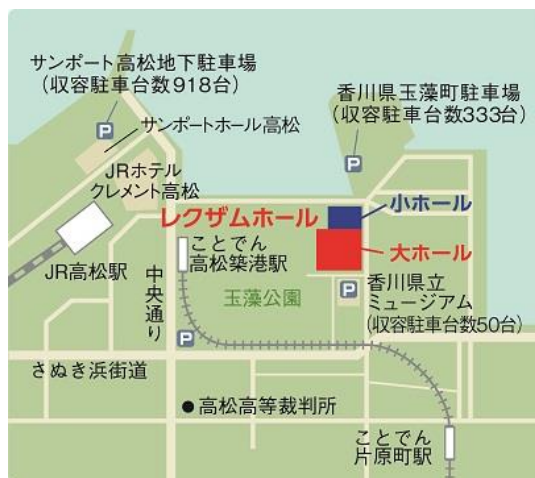 サンポート高松地下駐車場
(収容駐車台数918台)
P
サンポートホール高松
香川県玉藻町駐車場
(収容駐車台数333台)
P
JRホテル
クレメント高松
レクザムホール
小ホール
大ホール
JR高松駅
ことでん
高松築港駅
中央通り
玉藻公園
P
香川県立
ミュージアム
(収容駐車台数50台)
P
さぬき浜街道
高松高等裁判所
ことでん
片原町駅